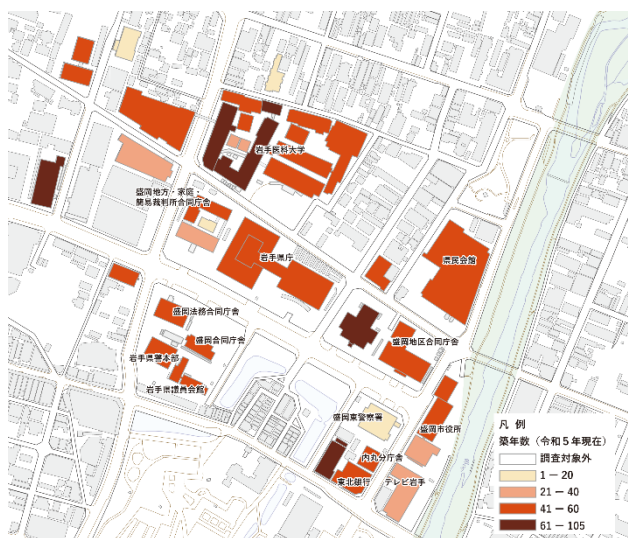 岩手医科大学
盛岡地方・家庭・
簡易裁判所合同庁舎
岩手県庁
県民会館
盛岡法務合同庁舎
盛岡合同庁舎
盛岡地区合同庁舎
岩手県警本部
岩手県議員会館
盛岡東警察署
盛岡市役所
内丸分庁舎
東北銀行
テレビ岩手
凡 例
築年数（令和５年現在）
調査対象外
1 － 20
21 － 40
41 － 60
61 － 105